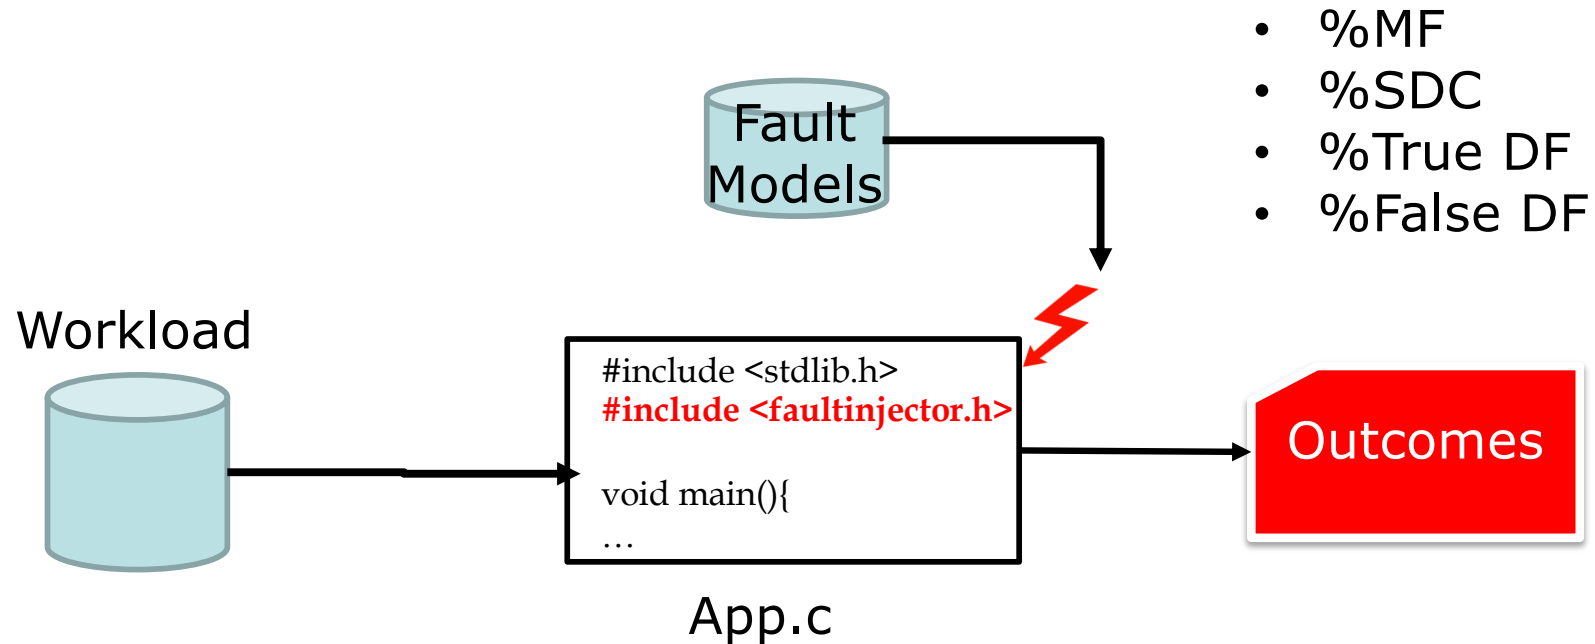 • %MF
• %SDC
• %True DF
• %False DF
Fault
Models
Workload
#include <stdlib.h>
#include <faultinjector.h>
void main(){
…
Outcomes
App.c